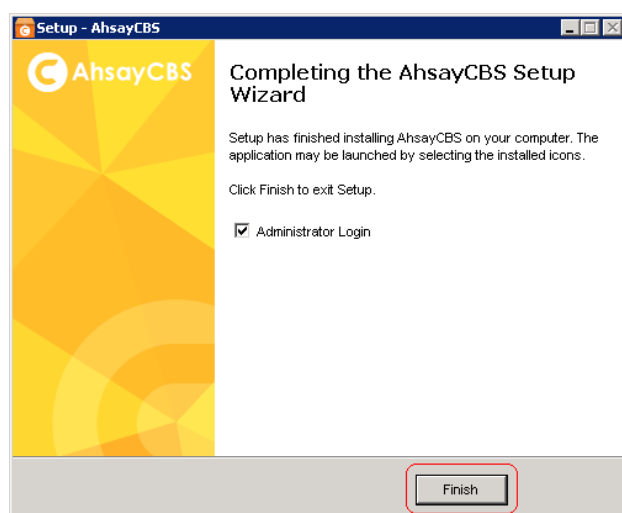 Setup - AhsayCBS
AhsayCBS
Completing the AhsayCBS Setup
Wizard
Setup has finished installing AhsayCBS on your computer. The
application may be launched by selecting the installed icons.
Click Finish to exit Setup.
Administrator Login
Finish